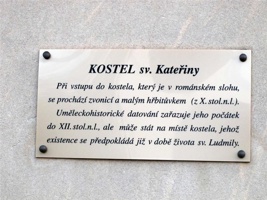 KOSTEL sv. Kateřiny
Při vstupu do kostela, který je v románském slohu,
se prochází zvonicí a malým hřbitůvkem (z X. stol.n.l.).
Uměleckohistorické datování zařazuje jeho počátek
do XII. stol.n.l., ale může stát na místě kostela, jehož
existence se předpokládá již v době života sv. Ludmily.